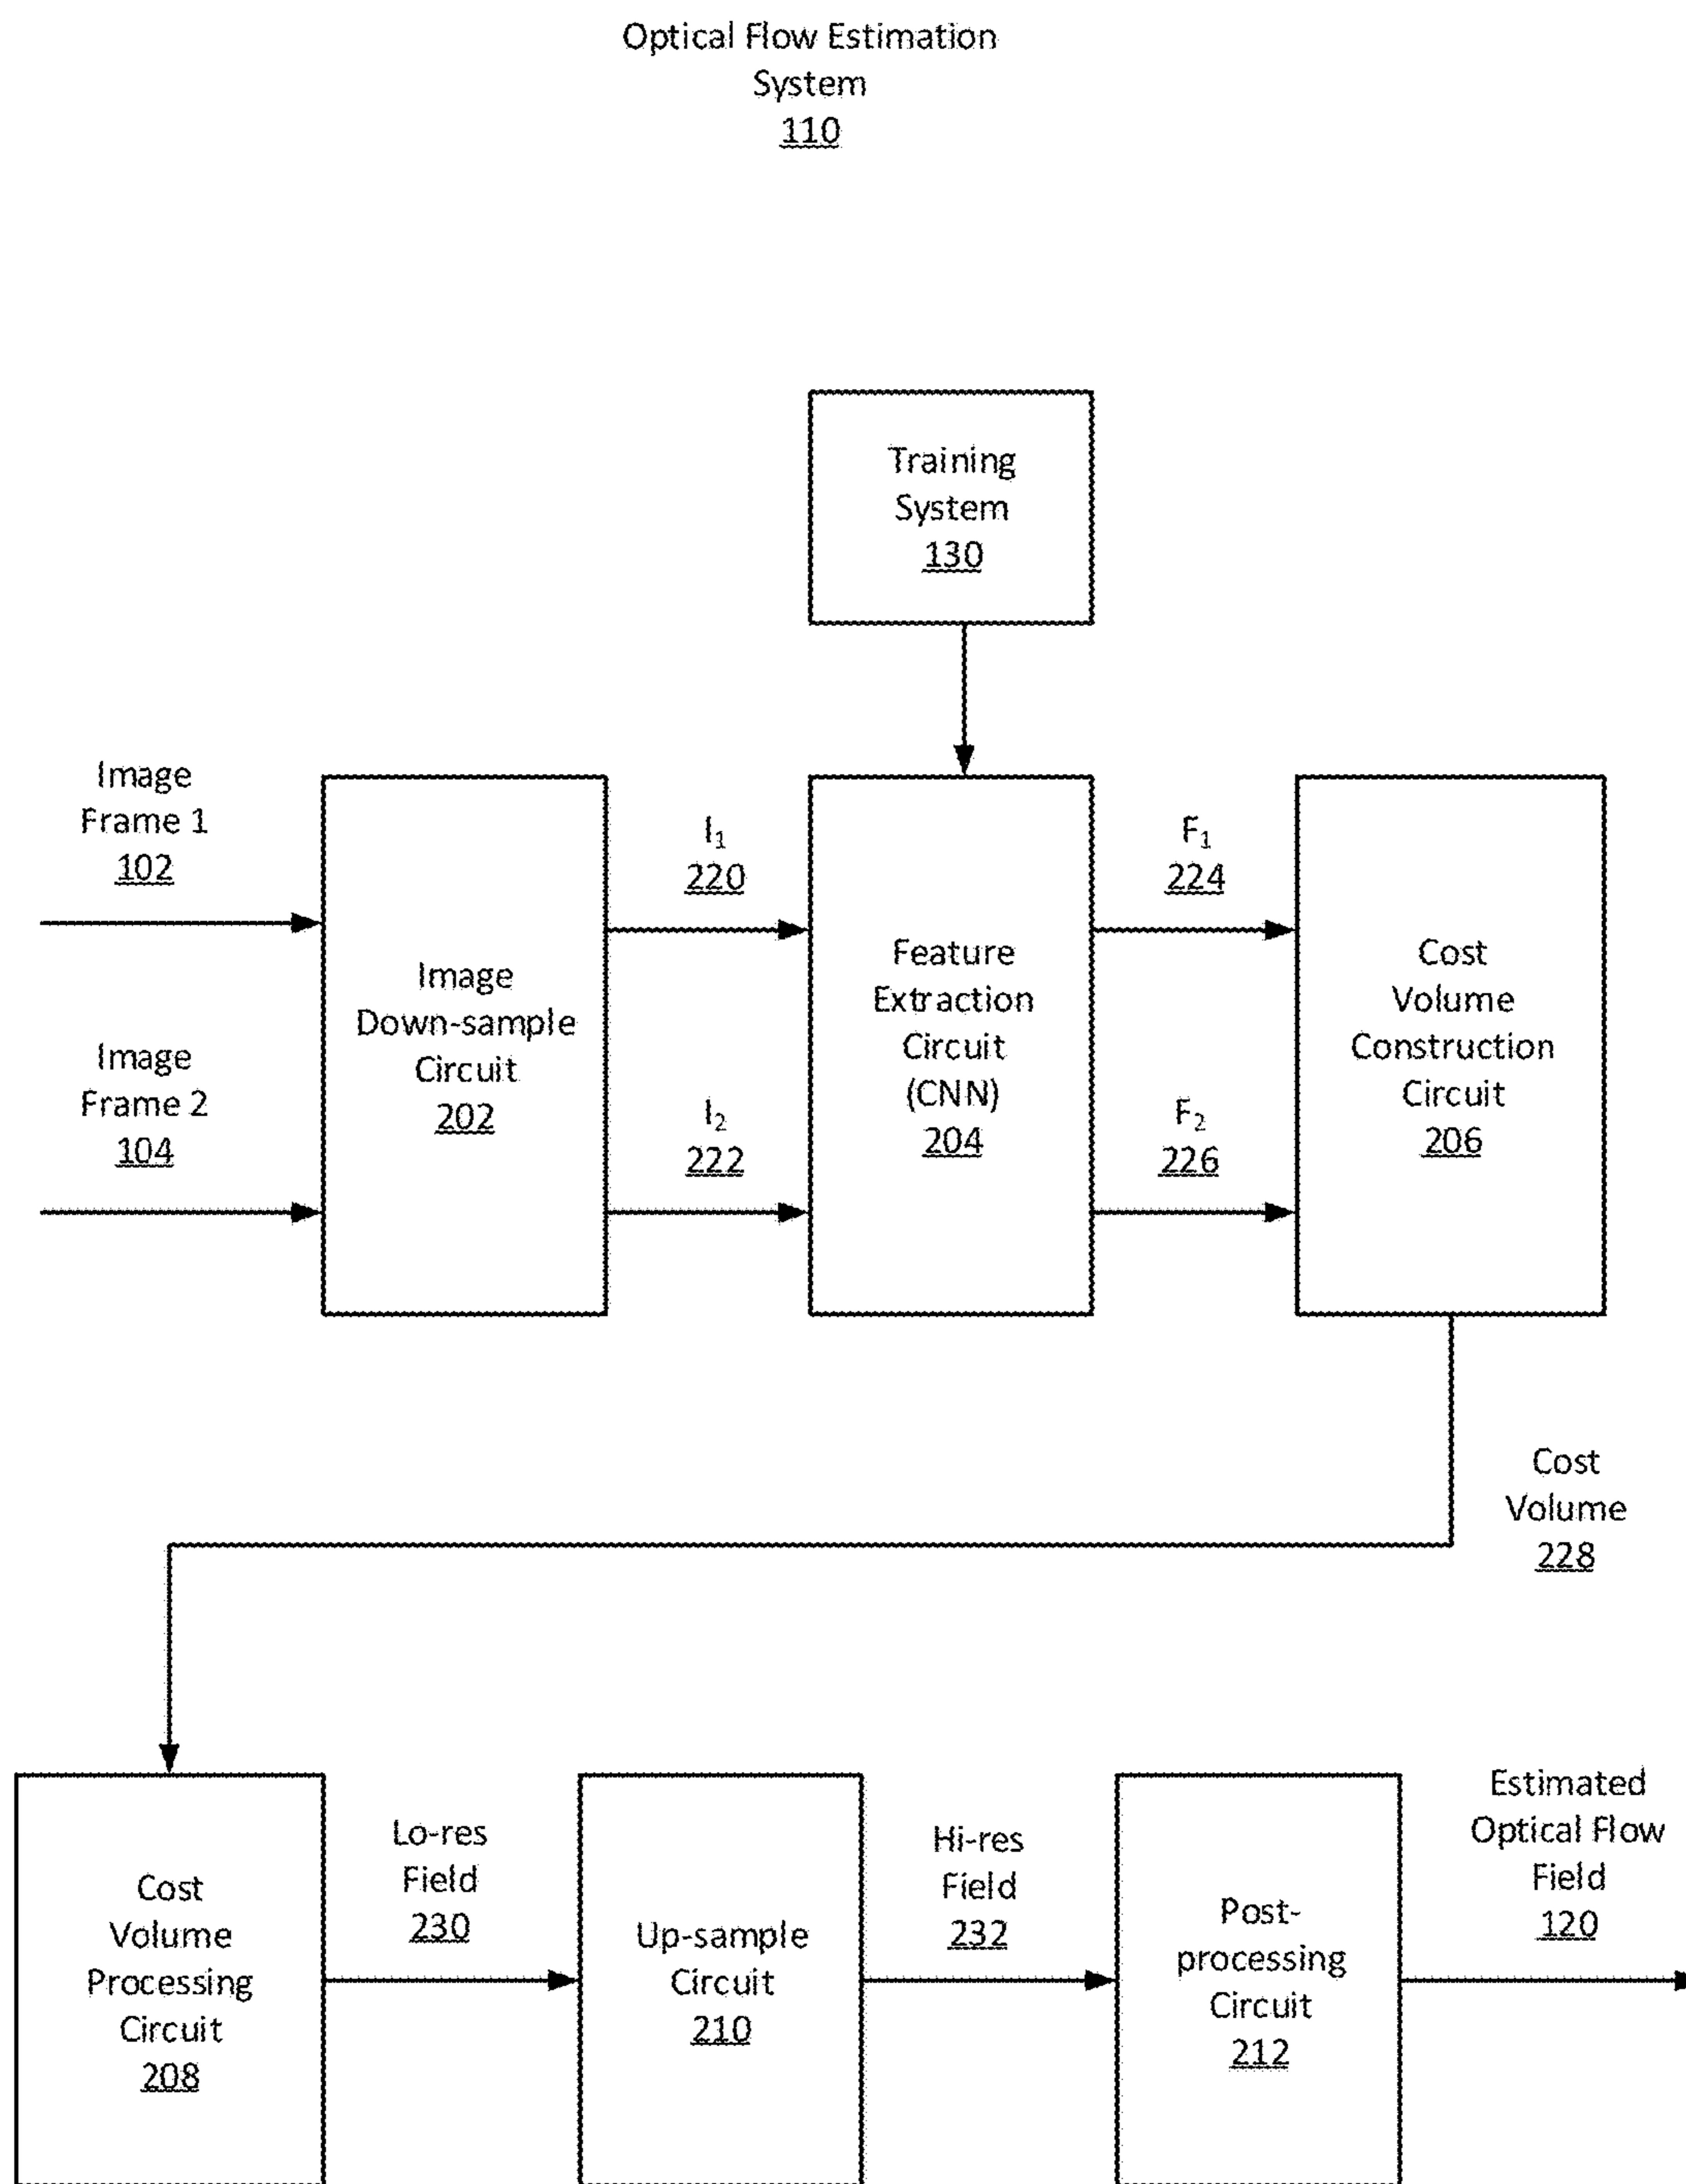 Optical Flow Estimation
System
110
Training
System
130
Image
Frame 1
102
Image
Frame 2
104
Image
Down-sample
Circuit
202
I₁
220
I₂
222
Feature
Extraction
Circuit
(CNN)
204
F₁
224
F₂
226
Cost
Volume
Construction
Circuit
206
Cost
Volume
228
Cost
Volume
Processing
Circuit
208
Lo-res
Field
230
Up-sample
Circuit
210
Hi-res
Field
232
Post-
processing
Circuit
212
Estimated
Optical Flow
Field
120